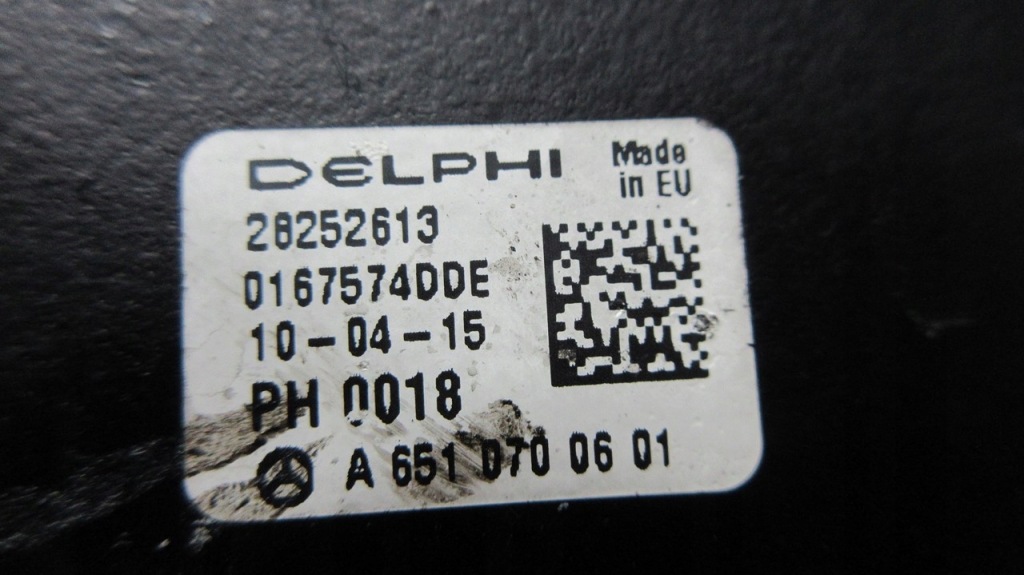 DELPHI
Made
in EU
28252613
0167574DDE
10-04-15
PH 0018
A 651 070 06 01